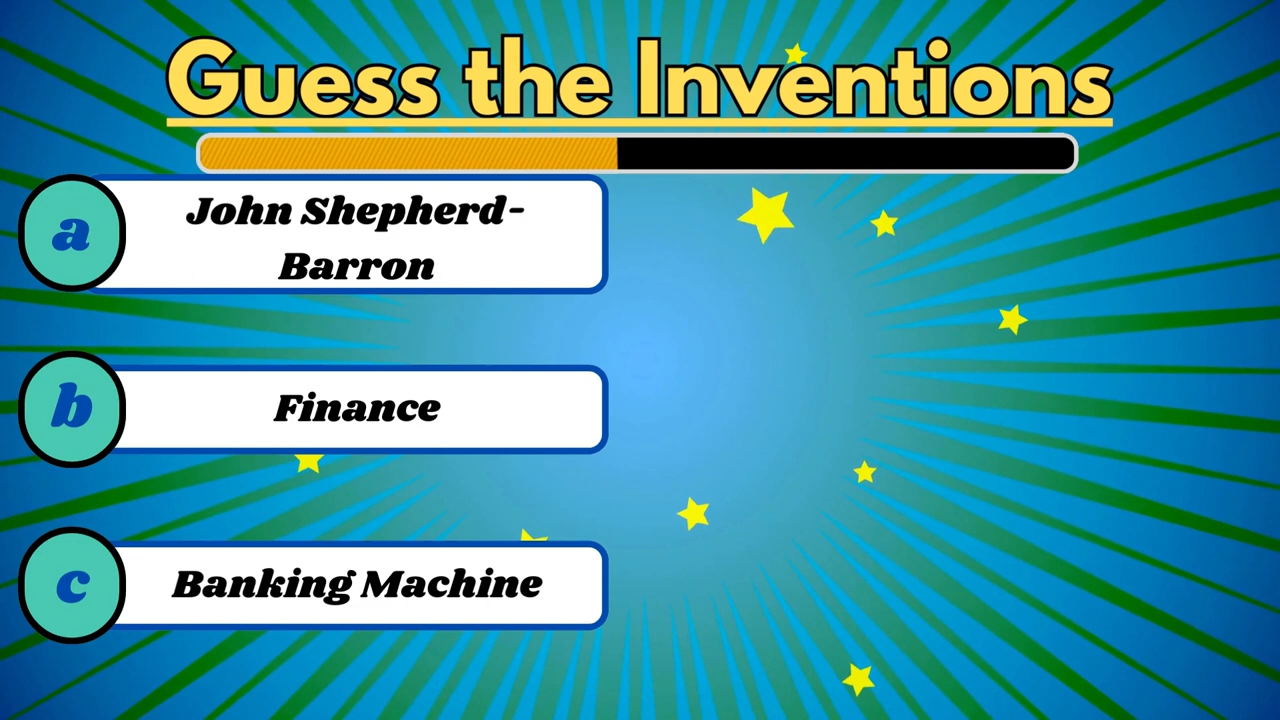 Guess the Inventions
a
John Shepherd-
Barron
b
Finance
c
Banking Machine